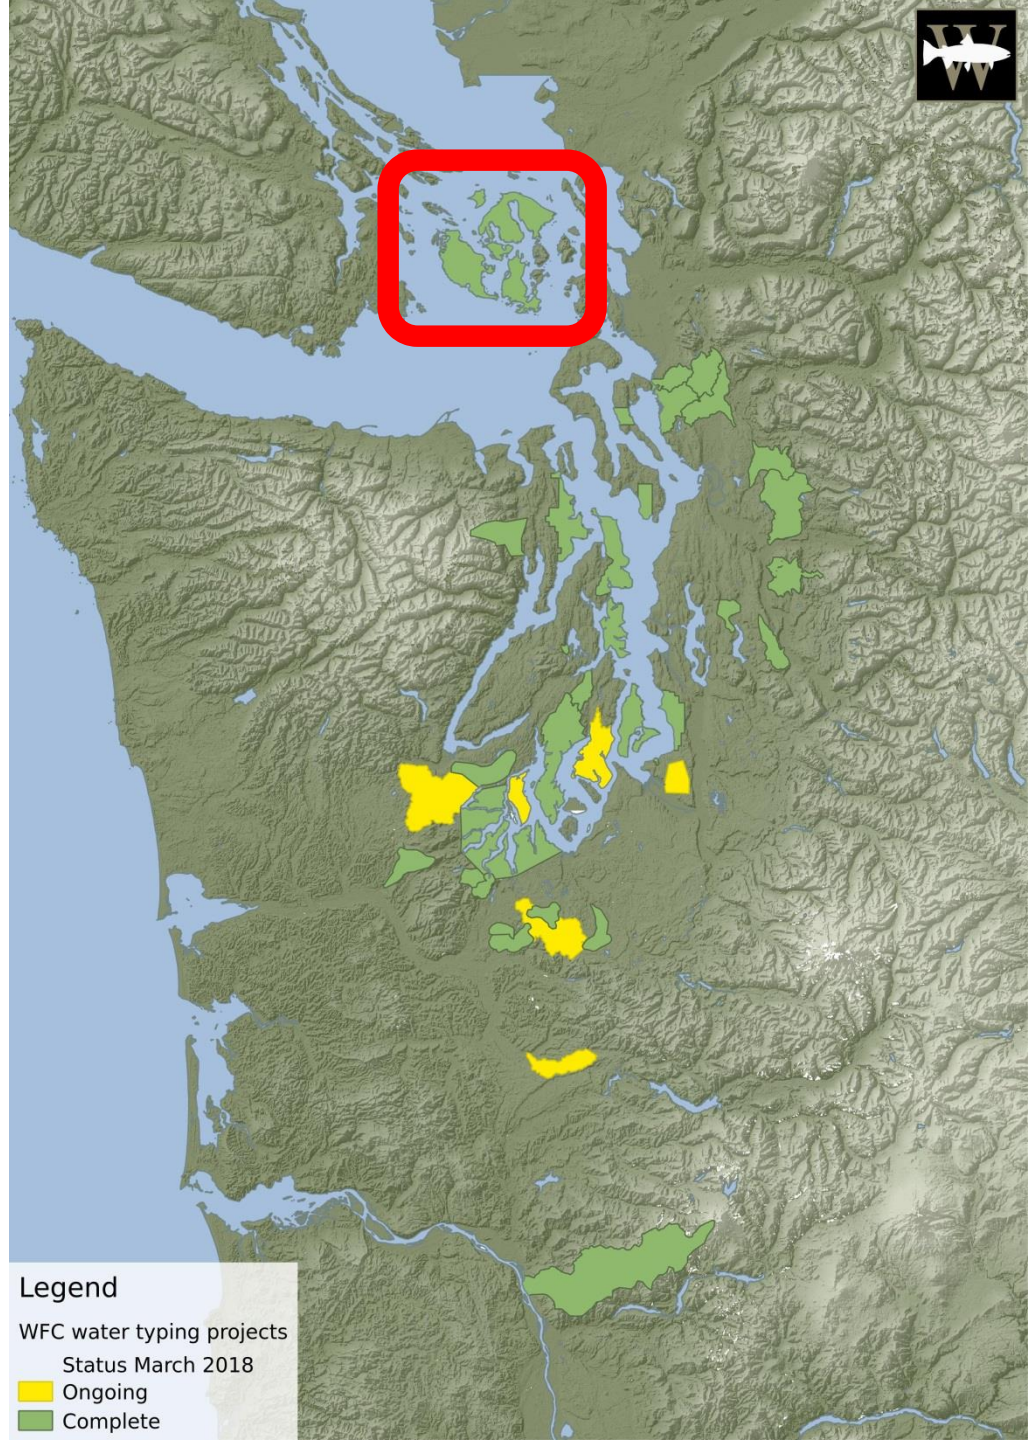 W
Legend
WFC water typing projects
Status March 2018
Ongoing
Complete